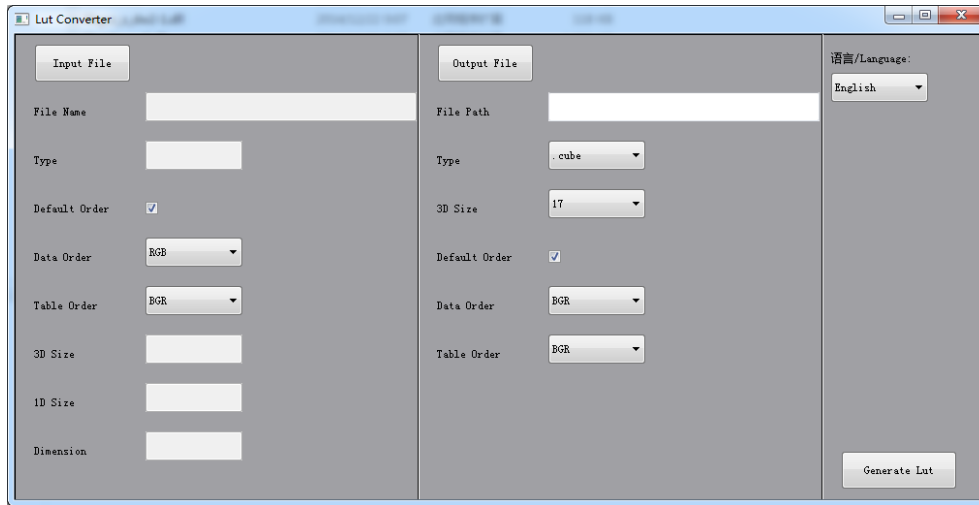 Lut Converter
Input File
File Name
Type
Default Order
Data Order
RGB
Table Order
BGR
3D Size
1D Size
Dimension
Output File
File Path
Type
.cube
3D Size
17
Default Order
Data Order
BGR
Table Order
BGR
语言/Language:
English
Generate Lut